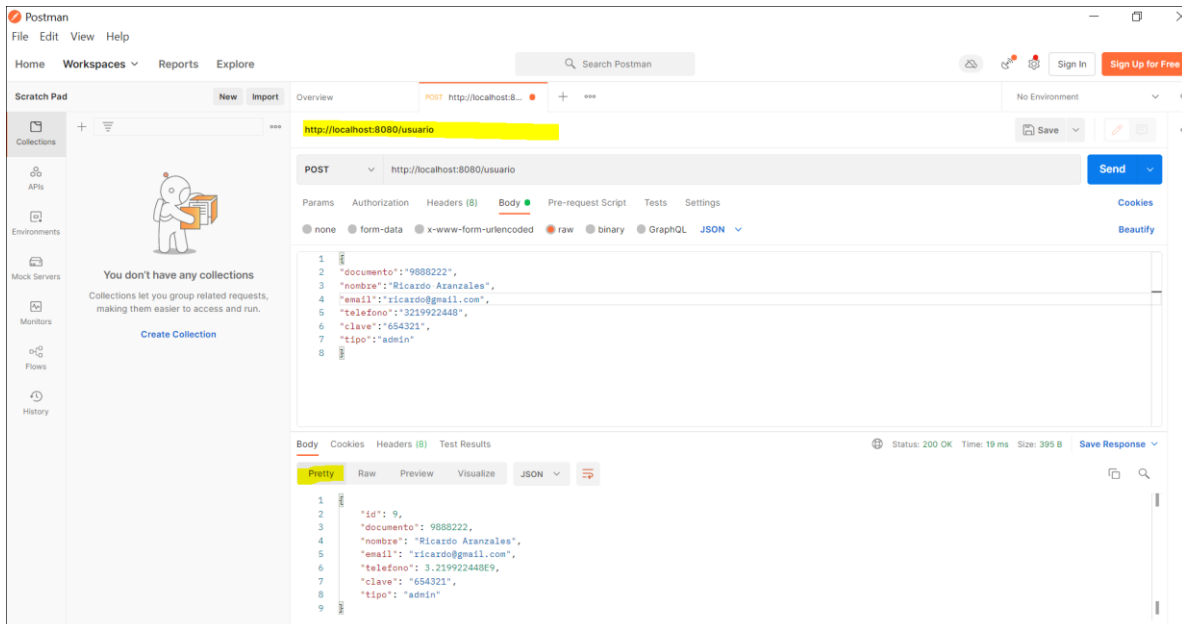 Postman
File Edit View Help
Home Workspaces Reports Explore
Search Postman
Sign In
Sign Up for Free
Scratch Pad
New
Import
Overview
POST http://localhost:8...
No Environment
http://localhost:8080/usuario
Save
POST
http://localhost:8080/usuario
Send
Params Authorization Headers (8) Body Pre-request Script Tests Settings
Cookies
none form-data x-www-form-urlencoded raw binary GraphQL JSON
Beautify
Collections
APIs
Environments
Mock Servers
Monitors
Flows
History
You don't have any collections
Collections let you group related requests,
making them easier to access and run.
Create Collection
1 {
2 "documento":"9888222",
3 "nombre":"Ricardo Aranzales",
4 "email":"ricardo@gmail.com",
5 "telefono":"3219922448",
6 "clave":"654321",
7 "tipo":"admin"
8 }
Body Cookies Headers (8) Test Results
Status: 200 OK Time: 19 ms Size: 395 B
Save Response
Pretty Raw Preview Visualize JSON
1 {
2 "id": 9,
3 "documento": 9888222,
4 "nombre": "Ricardo Aranzales",
5 "email": "ricardo@gmail.com",
6 "telefono": 3.219922448E9,
7 "clave": "654321",
8 "tipo": "admin"
9 }